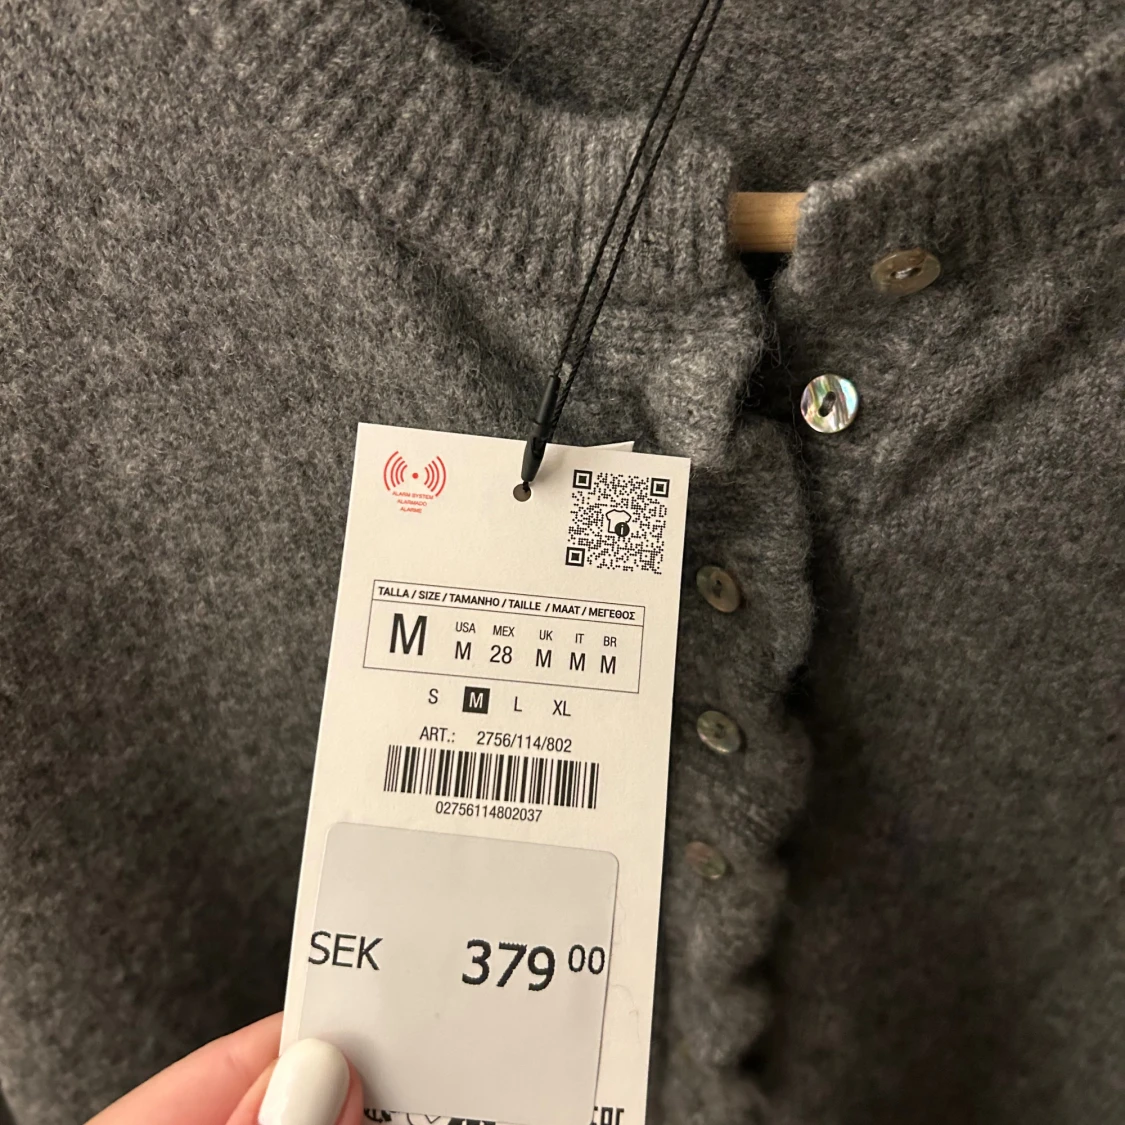 ALARM SYSTEM
ALARMADO
ALARME
TALLA / SIZE / TAMANHO / TAILLE / MAAT / ΜΕΓΕΘΟΣ
M USA MEX UK IT BR
M 28 M M M
S M L XL
ART.: 2756/114/802
02756114802037
SEK 379 00